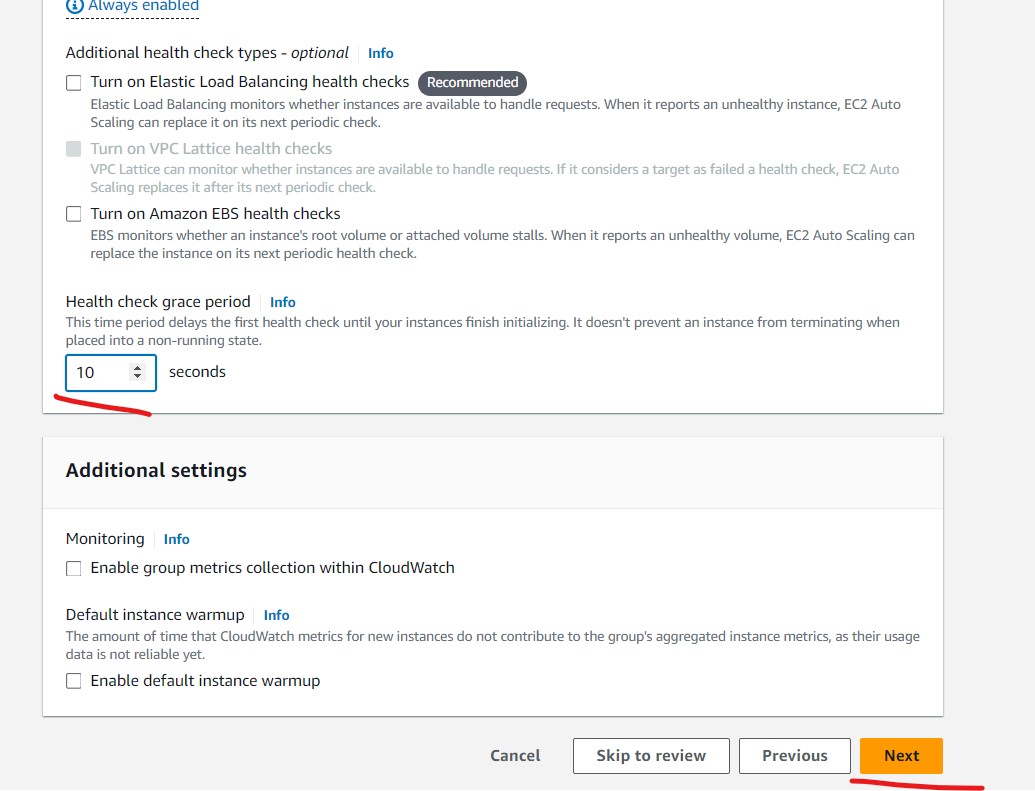 Always enabled
Additional health check types - optional Info
Turn on Elastic Load Balancing health checks Recommended
Elastic Load Balancing monitors whether instances are available to handle requests. When it reports an unhealthy instance, EC2 Auto
Scaling can replace it on its next periodic check.
Turn on VPC Lattice health checks
VPC Lattice can monitor whether instances are available to handle requests. If it considers a target as failed a health check, EC2 Auto
Scaling replaces it after its next periodic check.
Turn on Amazon EBS health checks
EBS monitors whether an instance's root volume or attached volume stalls. When it reports an unhealthy volume, EC2 Auto Scaling can
replace the instance on its next periodic health check.
Health check grace period Info
This time period delays the first health check until your instances finish initializing. It doesn't prevent an instance from terminating when
placed into a non-running state.
10 seconds
Additional settings
Monitoring Info
Enable group metrics collection within CloudWatch
Default instance warmup Info
The amount of time that CloudWatch metrics for new instances do not contribute to the group's aggregated instance metrics, as their usage
data is not reliable yet.
Enable default instance warmup
Cancel Skip to review Previous Next